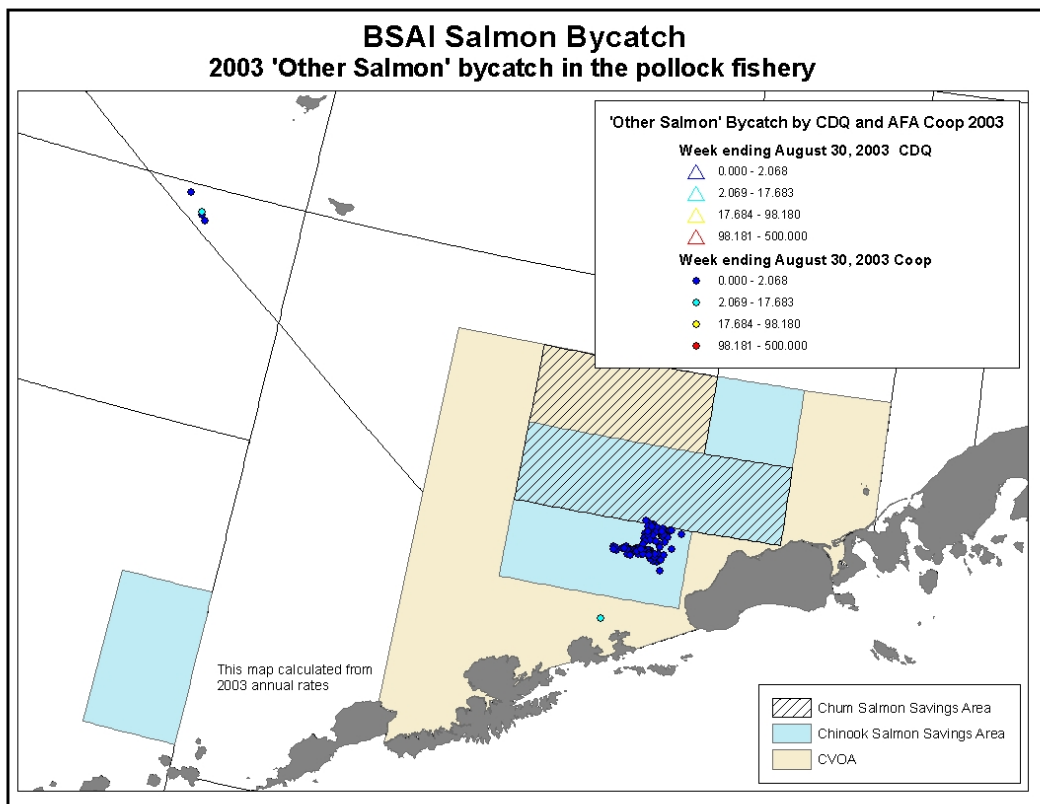 BSAI Salmon Bycatch
2003 'Other Salmon' bycatch in the pollock fishery
'Other Salmon' Bycatch by CDQ and AFA Coop 2003
Week ending August 30, 2003 CDQ
0.000 - 2.068
2.069 - 17.683
17.684 - 98.180
98.181 - 500.000
Week ending August 30, 2003 Coop
0.000 - 2.068
2.069 - 17.683
17.684 - 98.180
98.181 - 500.000
This map calculated from
2003 annual rates
Chum Salmon Savings Area
Chinook Salmon Savings Area
CVOA